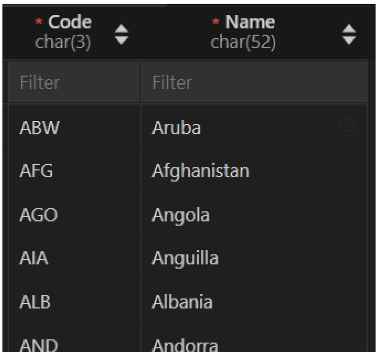 * Code * Name
char(3) char(52)
Filter Filter
ABW Aruba
AFG Afghanistan
AGO Angola
AIA Anguilla
ALB Albania
AND Andorra